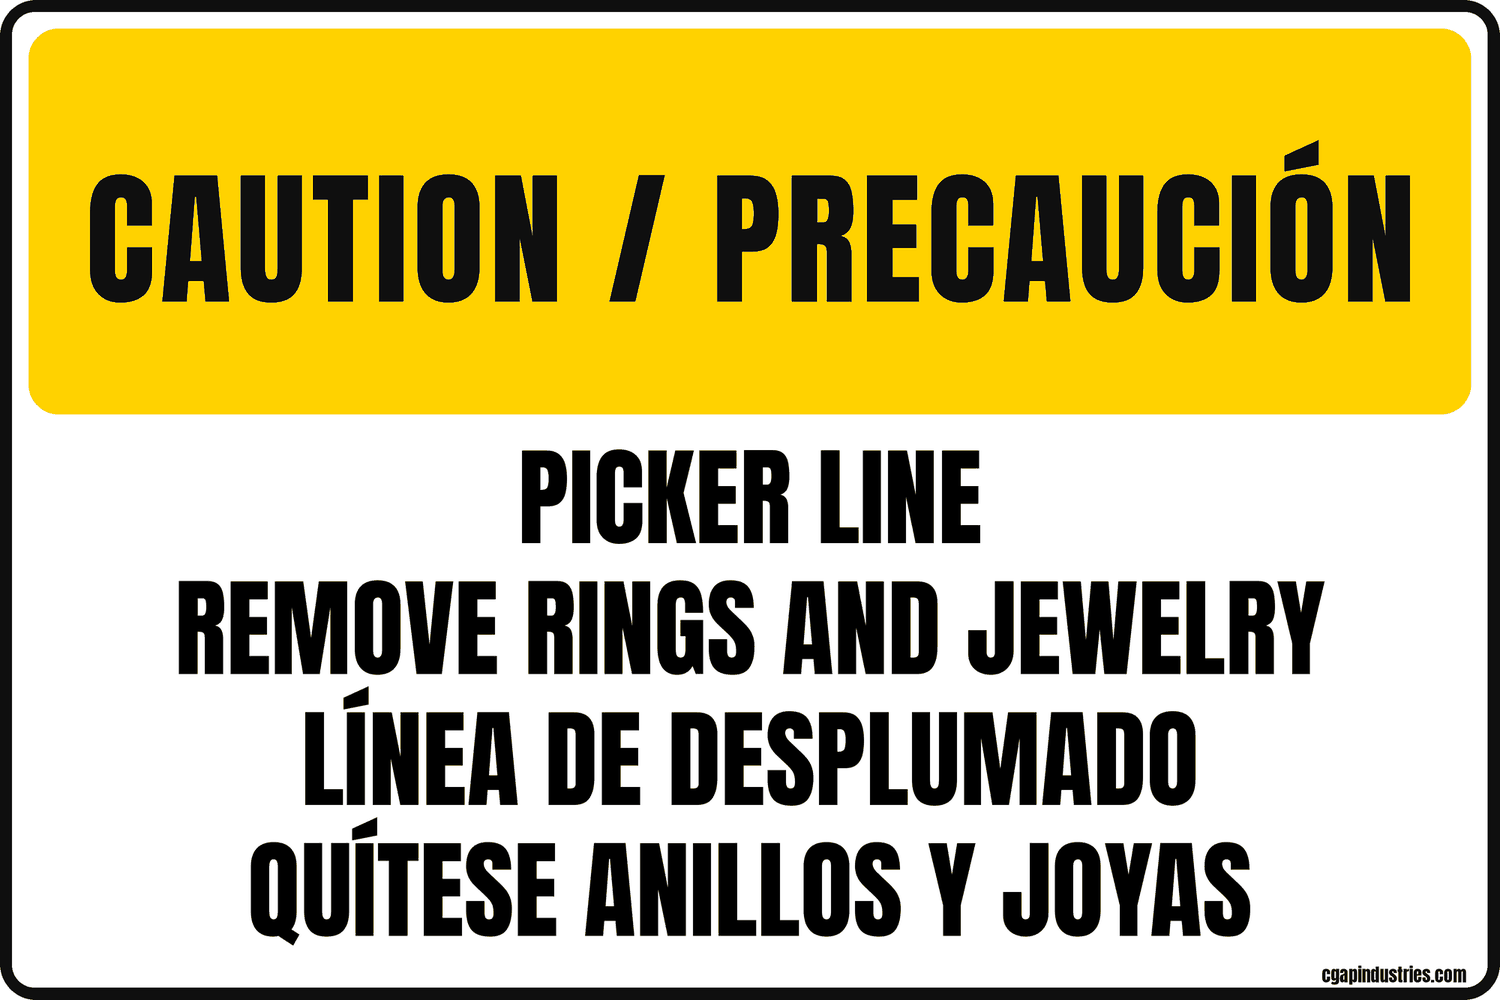 CAUTION / PRECAUCIÓN
PICKER LINE
REMOVE RINGS AND JEWELRY
LÍNEA DE DESPLUMADO
QUÍTESE ANILLOS Y JOYAS
cgapindustries.com